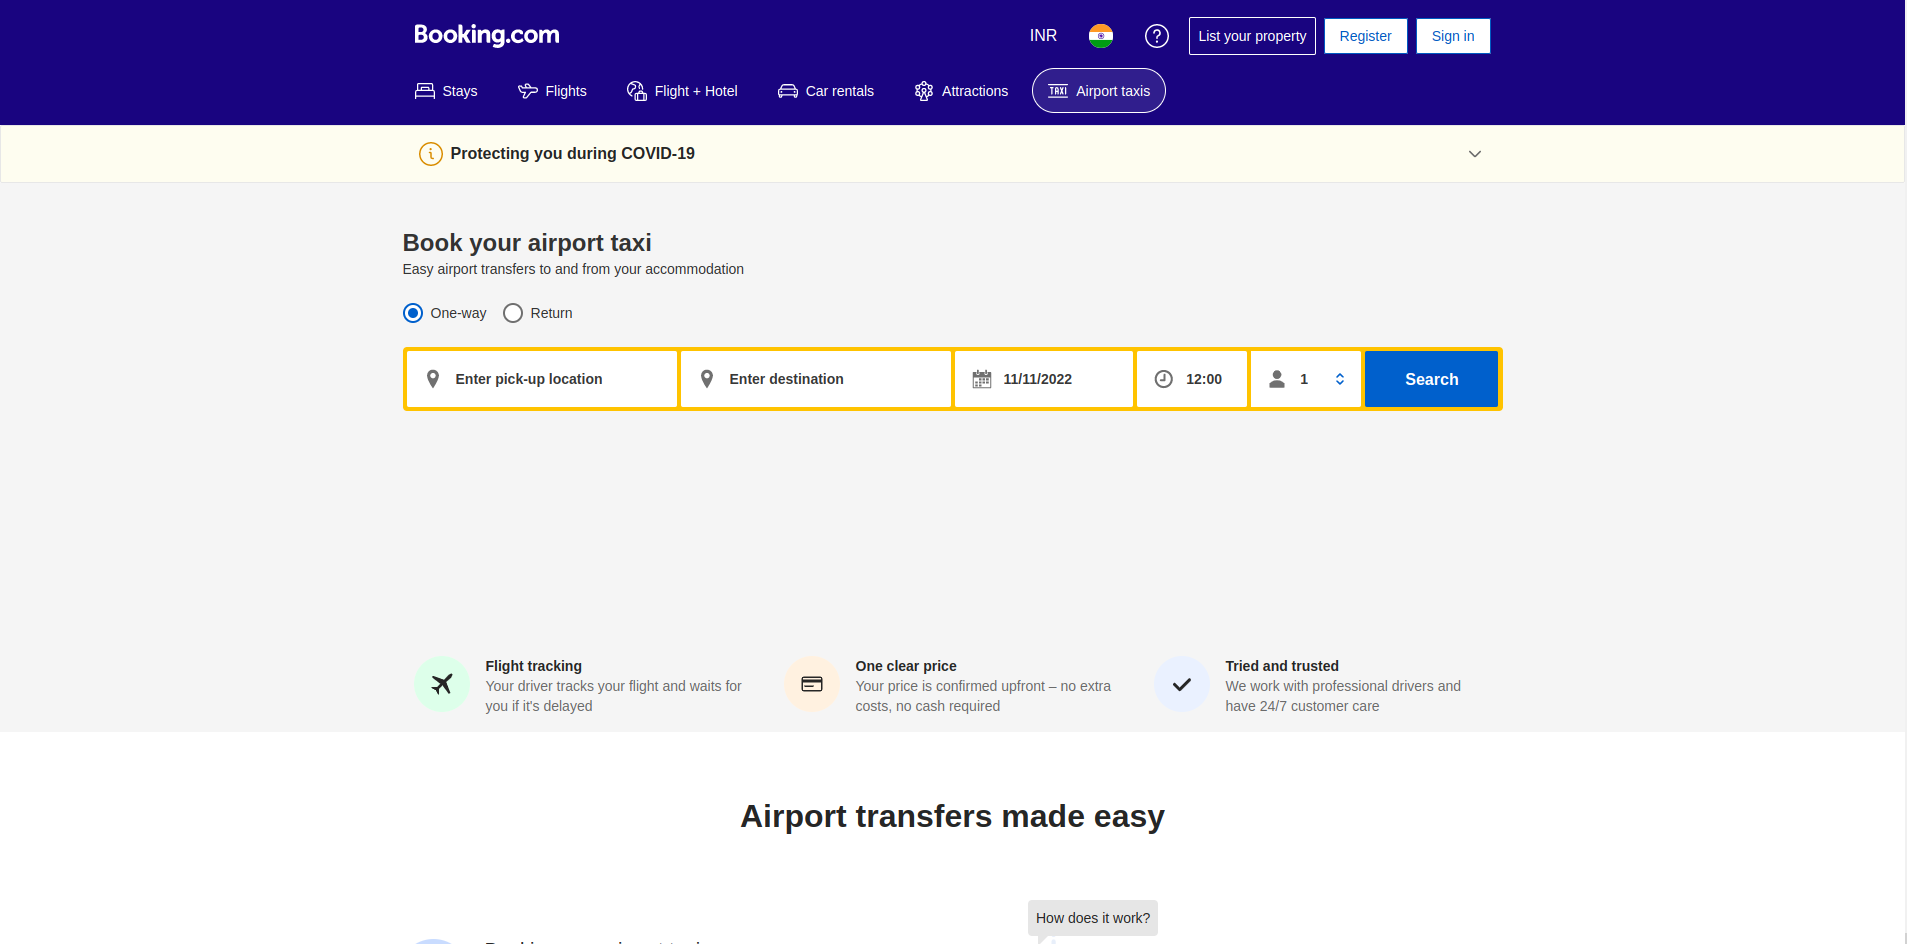 Booking.com
INR
List your property
Register
Sign in
Stays
Flights
Flight + Hotel
Car rentals
Attractions
TAXI
Airport taxis
Protecting you during COVID-19
Book your airport taxi
Easy airport transfers to and from your accommodation
One-way
Return
Enter pick-up location
Enter destination
11/11/2022
12:00
1
Search
Flight tracking
Your driver tracks your flight and waits for
you if it's delayed
One clear price
Your price is confirmed upfront – no extra
costs, no cash required
Tried and trusted
We work with professional drivers and
have 24/7 customer care
Airport transfers made easy
How does it work?